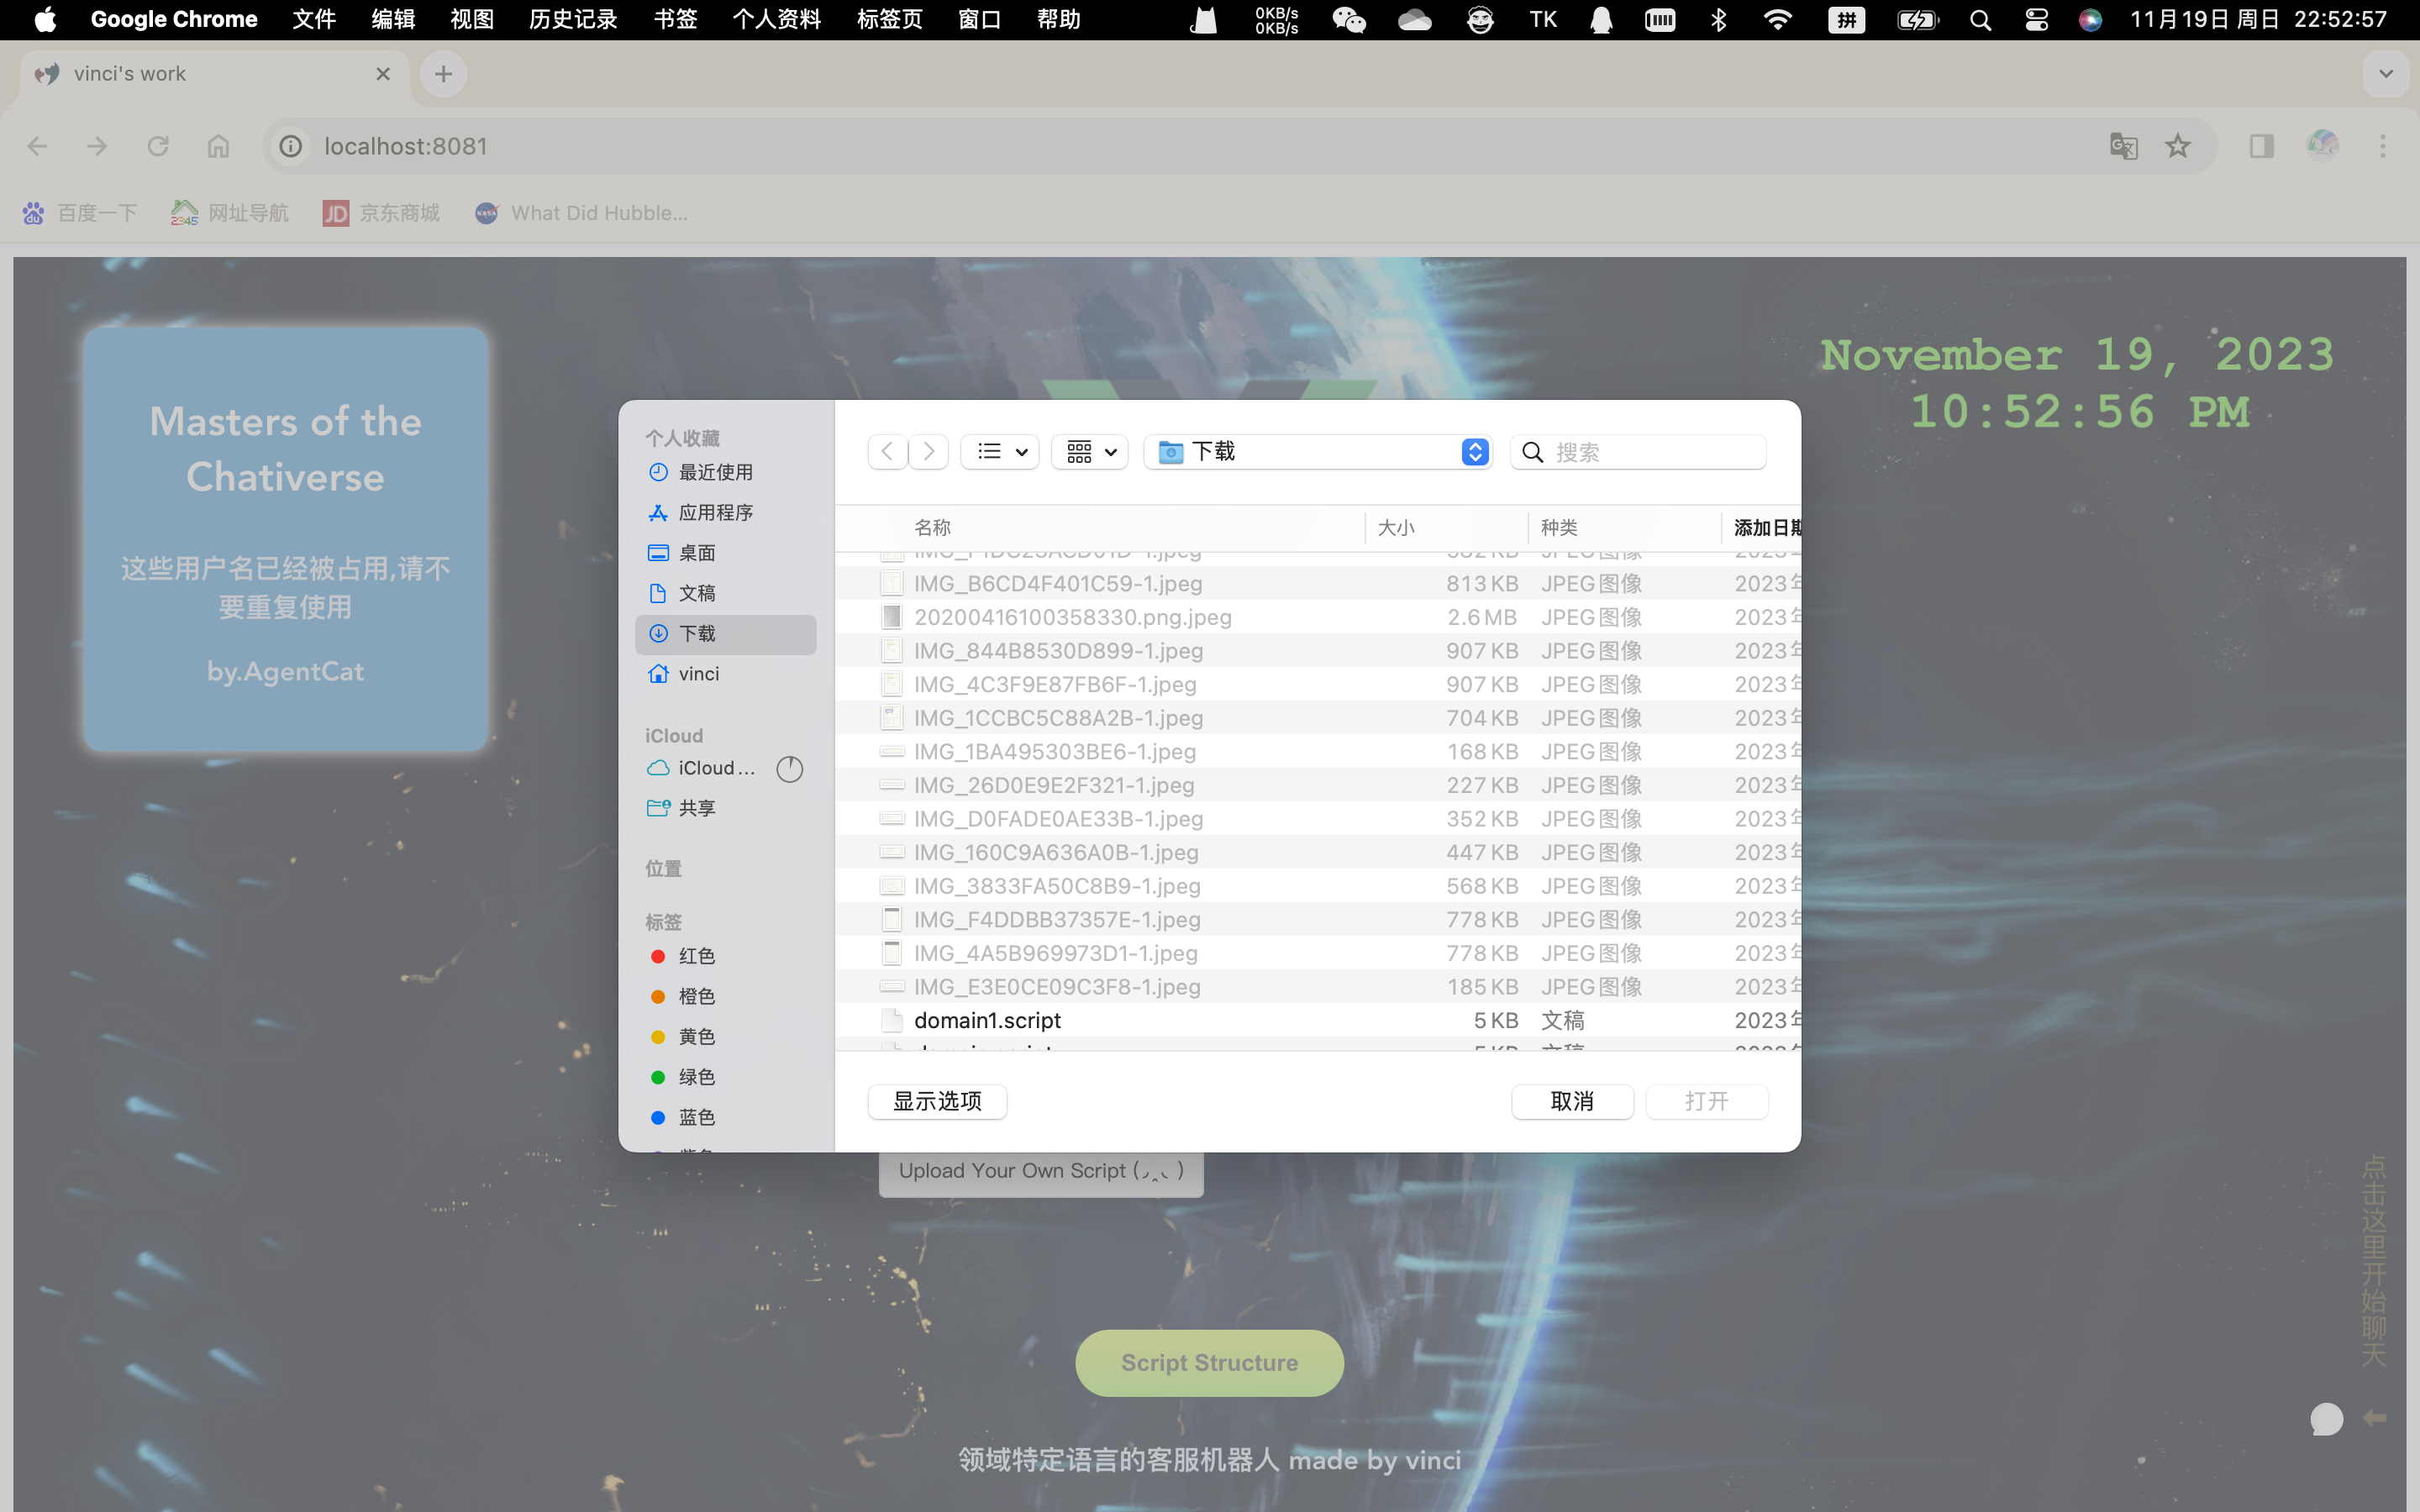 Google Chrome 文件 编辑 视图 历史记录 书签 个人资料 标签页 窗口 帮助 0KB/s 0KB/s TK 拼 11月19日 周日 22:52:57
vinci's work
localhost:8081
百度一下 网址导航 京东商城 What Did Hubble...
November 19, 2023
10:52:56 PM
Masters of the
Chativerse
这些用户名已经被占用,请不
要重复使用
by.AgentCat
个人收藏
最近使用
应用程序
桌面
文稿
下载
vinci
iCloud
iCloud...
共享
位置
标签
红色
橙色
黄色
绿色
蓝色
下载 搜索
名称 大小 种类 添加日期
IMG_B6CD4F401C59-1.jpeg 813 KB JPEG图像 2023年
20200416100358330.png.jpeg 2.6 MB JPEG图像 2023年
IMG_844B8530D899-1.jpeg 907 KB JPEG图像 2023年
IMG_4C3F9E87FB6F-1.jpeg 907 KB JPEG图像 2023年
IMG_1CCBC5C88A2B-1.jpeg 704 KB JPEG图像 2023年
IMG_1BA495303BE6-1.jpeg 168 KB JPEG图像 2023年
IMG_26D0E9E2F321-1.jpeg 227 KB JPEG图像 2023年
IMG_D0FADE0AE33B-1.jpeg 352 KB JPEG图像 2023年
IMG_160C9A636A0B-1.jpeg 447 KB JPEG图像 2023年
IMG_3833FA50C8B9-1.jpeg 568 KB JPEG图像 2023年
IMG_F4DDBB37357E-1.jpeg 778 KB JPEG图像 2023年
IMG_4A5B969973D1-1.jpeg 778 KB JPEG图像 2023年
IMG_E3E0CE09C3F8-1.jpeg 185 KB JPEG图像 2023年
domain1.script 5 KB 文稿 2023年
显示选项 取消 打开
Upload Your Own Script (◞‸◟ )
点击这里开始聊天
Script Structure
领域特定语言的客服机器人 made by vinci